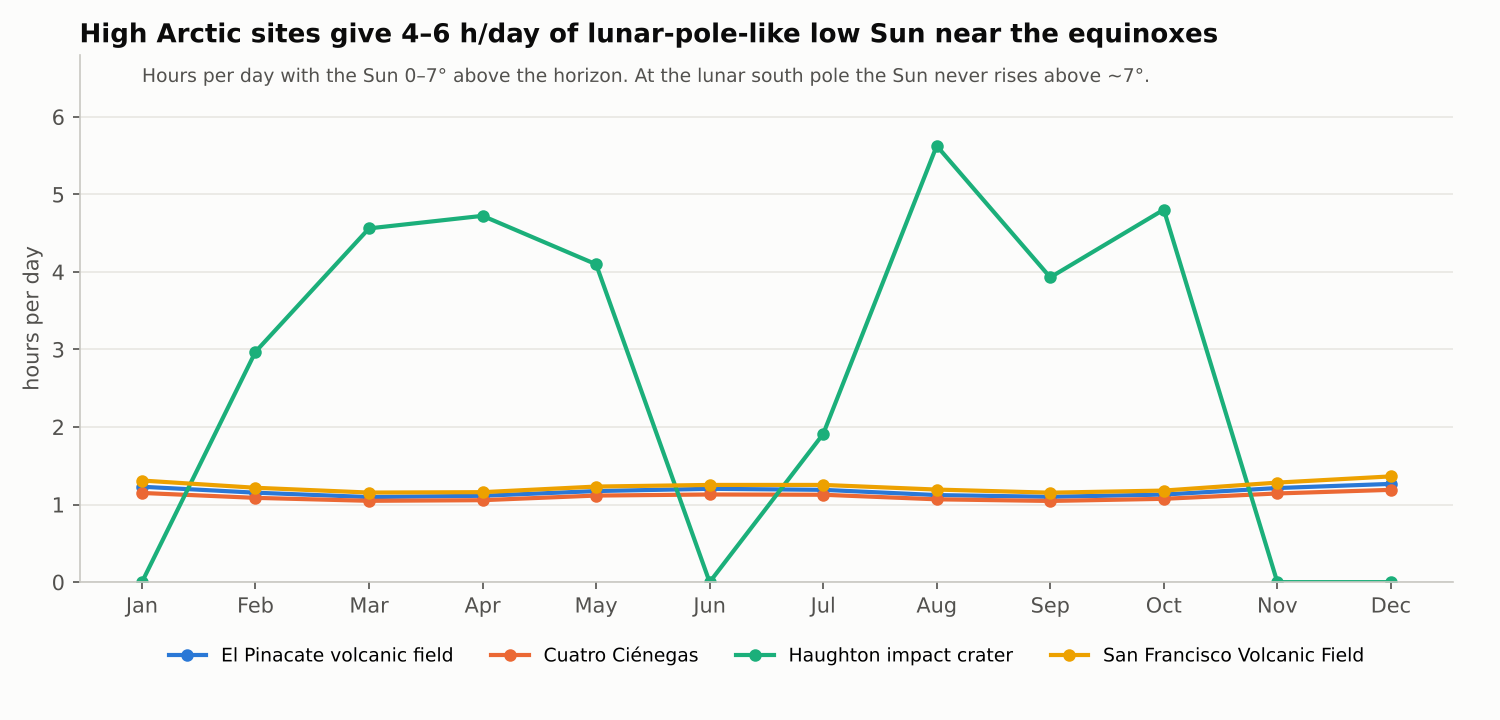 High Arctic sites give 4–6 h/day of lunar-pole-like low Sun near the equinoxes
Hours per day with the Sun 0–7° above the horizon. At the lunar south pole the Sun never rises above ~7°.
hours per day
6
5
4
3
2
1
0
Jan Feb Mar Apr May Jun Jul Aug Sep Oct Nov Dec
El Pinacate volcanic field Cuatro Ciénegas Haughton impact crater San Francisco Volcanic Field